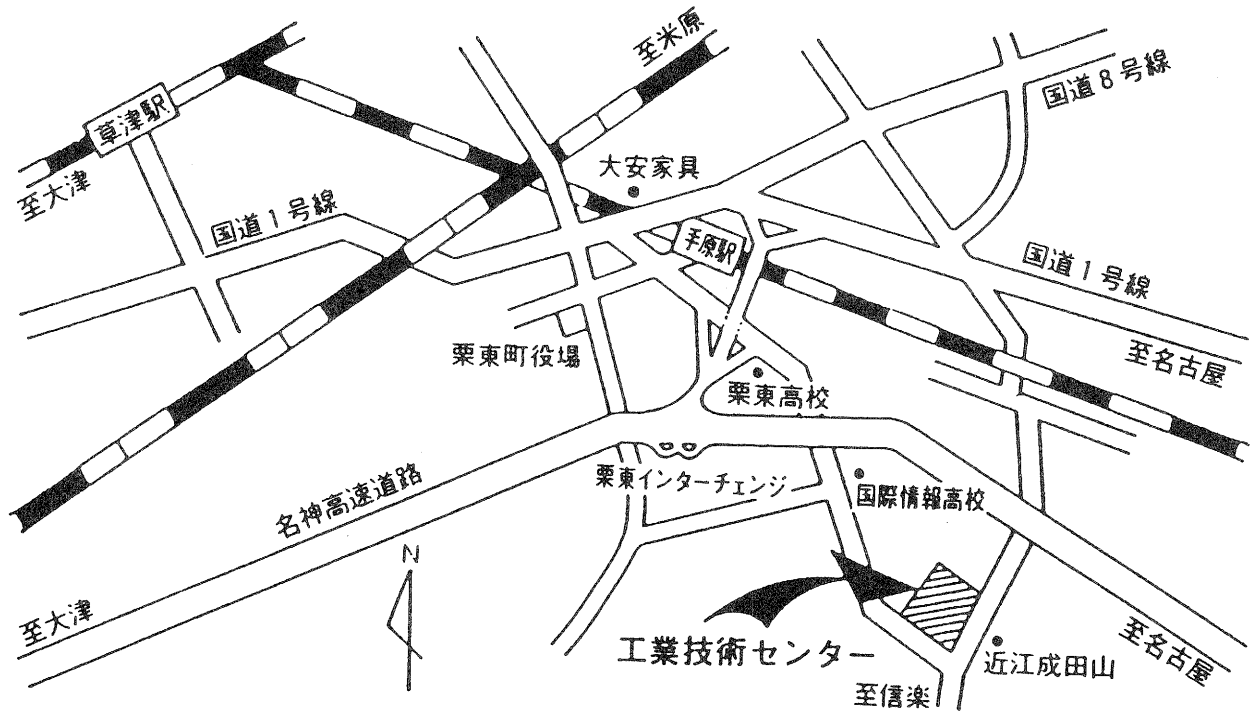 至米原
国道8号線
草津駅
至大津
大安家具
国道1号線
手原駅
国道1号線
至名古屋
栗東町役場
栗東高校
栗東インターチェンジ
国際情報高校
名神高速道路
N
至大津
工業技術センター
近江成田山
至名古屋
至信楽